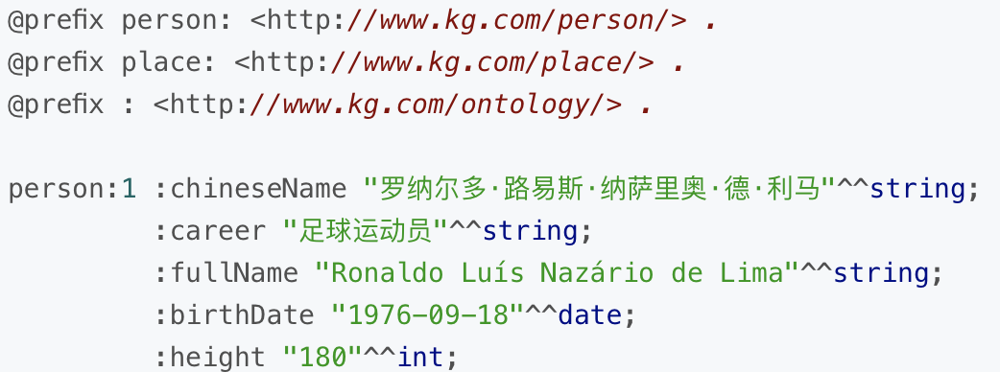 @prefix person: <http://www.kg.com/person/> .
@prefix place: <http://www.kg.com/place/> .
@prefix : <http://www.kg.com/ontology/> .
person:1 :chineseName "罗纳尔多·路易斯·纳萨里奥·德·利马"^^string;
:career "足球运动员"^^string;
:fullName "Ronaldo Luís Nazário de Lima"^^string;
:birthDate "1976-09-18"^^date;
:height "180"^^int;